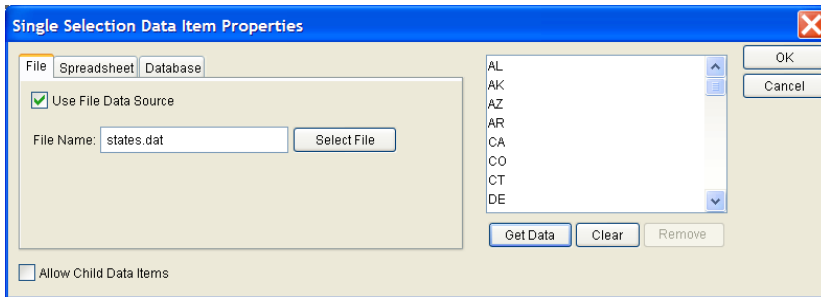 Single Selection Data Item Properties
File Spreadsheet Database
Use File Data Source
File Name: states.dat Select File
AL
AK
AZ
AR
CA
CO
CT
DE
OK
Cancel
Get Data Clear Remove
Allow Child Data Items